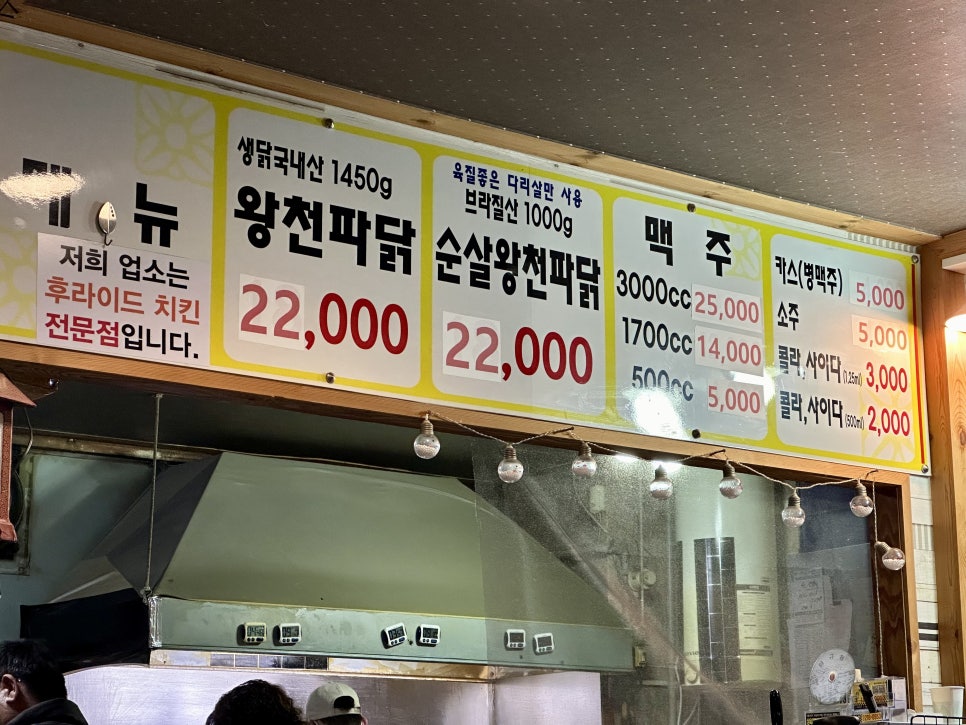 메 뉴
저희 업소는
후라이드 치킨
전문점입니다.
생닭국내산 1450g
왕천파닭
22,000
육질좋은 다리살만 사용
브라질산 1000g
순살왕천파닭
22,000
맥 주
3000cc 25,000
1700cc 14,000
500cc 5,000
카스(병맥주) 5,000
소주 5,000
콜라,사이다(1.25ml) 3,000
콜라,사이다(500ml) 2,000